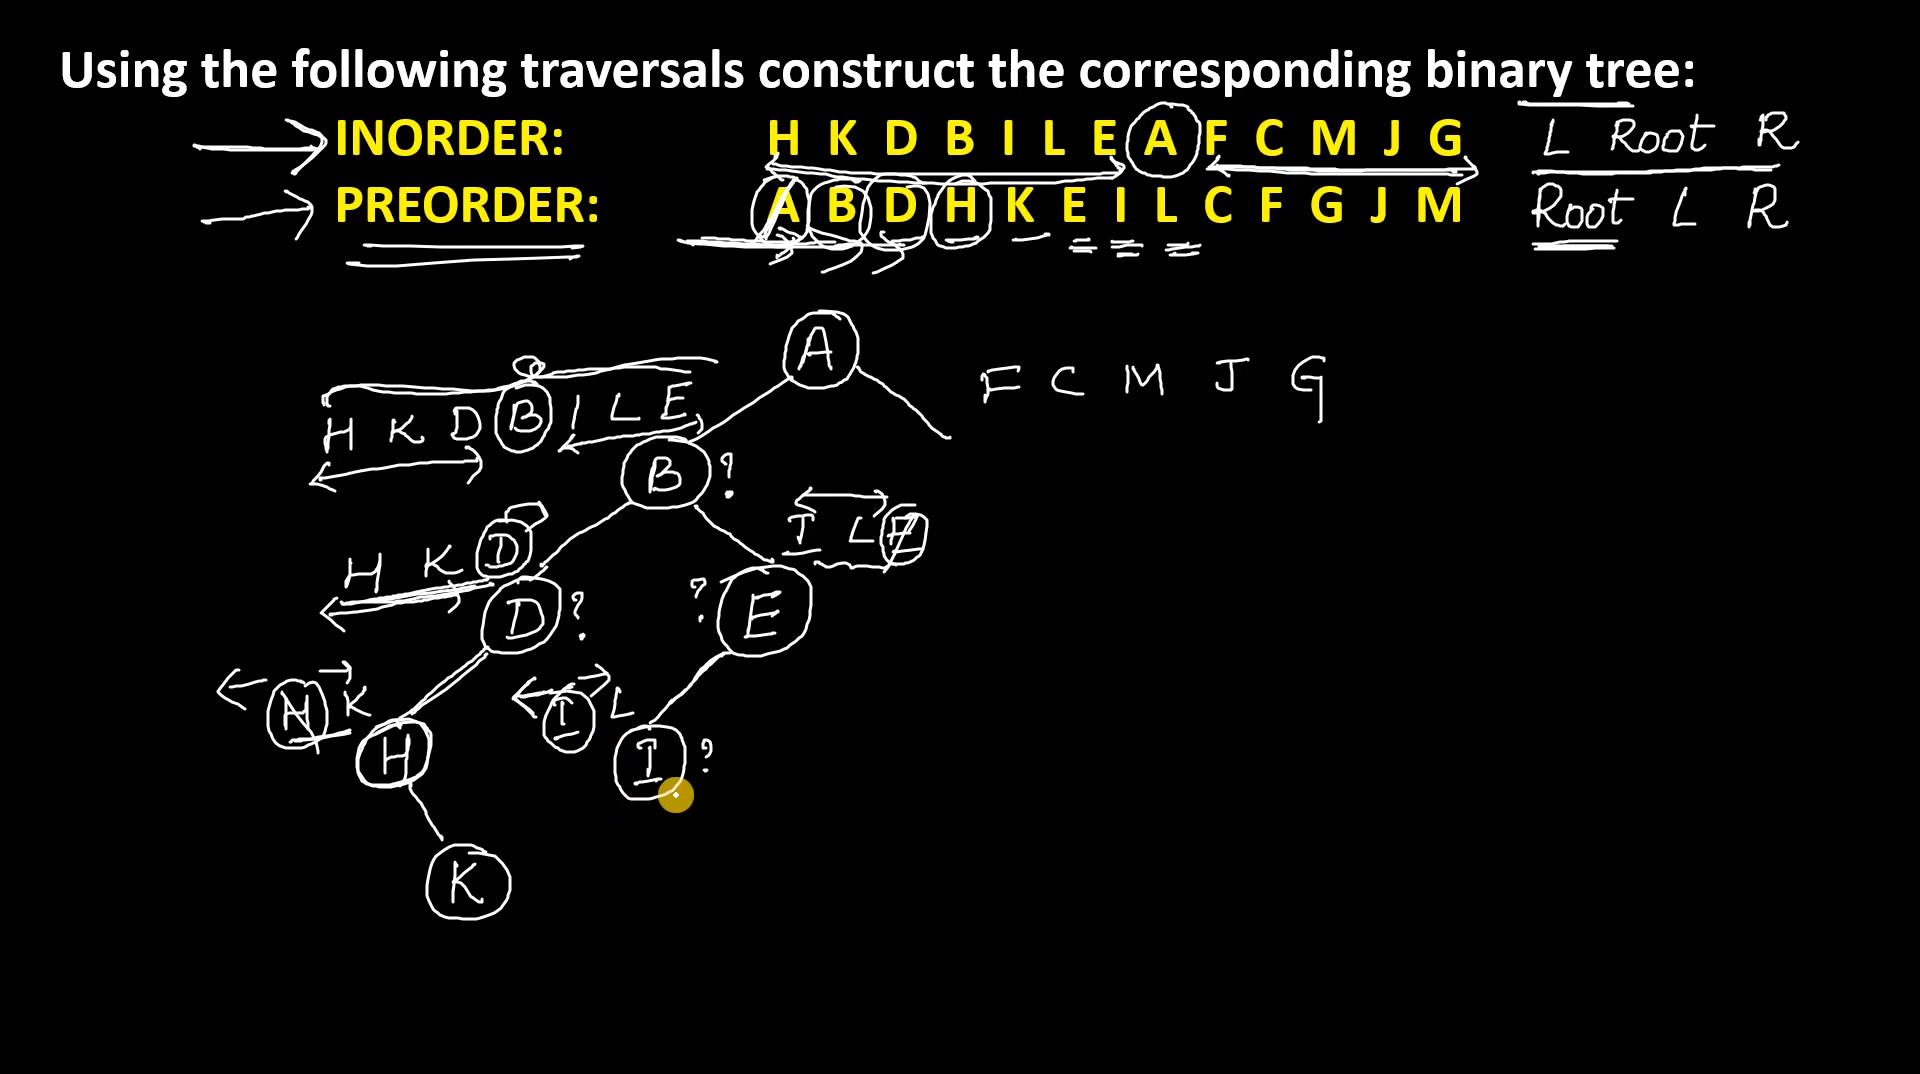 Using the following traversals construct the corresponding binary tree:
INORDER: H K D B I L E A F C M J G L Root R
PREORDER: A B D H K E I L C F G J M Root L R
A F C M J G
H K D B I L E
B ?
I L E
H K D
D ? ? E
H K I L
H I ?
K